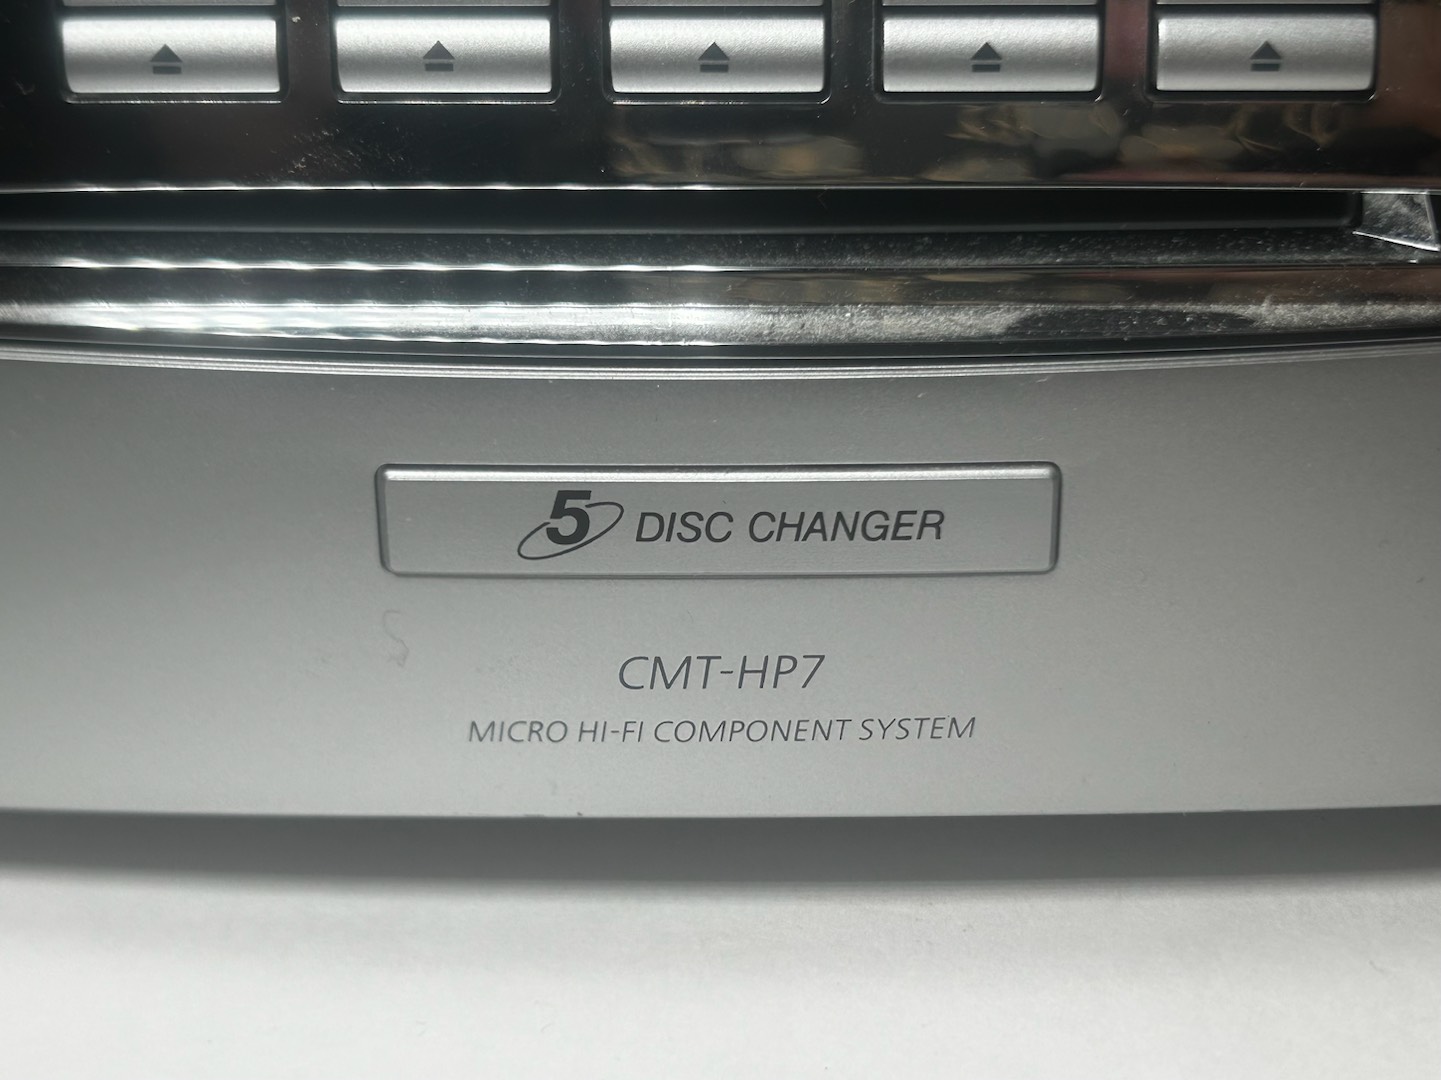 5 DISC CHANGER
CMT-HP7
MICRO HI-FI COMPONENT SYSTEM